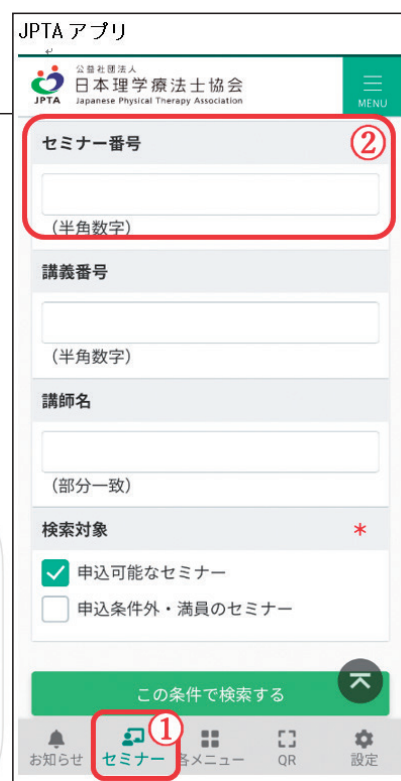 JPTA アプリ
公益社団法人
日本理学療法士協会
JPTA Japanese Physical Therapy Association
MENU
セミナー番号
②
(半角数字)
講義番号
(半角数字)
講師名
(部分一致)
検索対象 *
申込可能なセミナー
申込条件外・満員のセミナー
この条件で検索する
①
お知らせ セミナー 各メニュー QR 設定